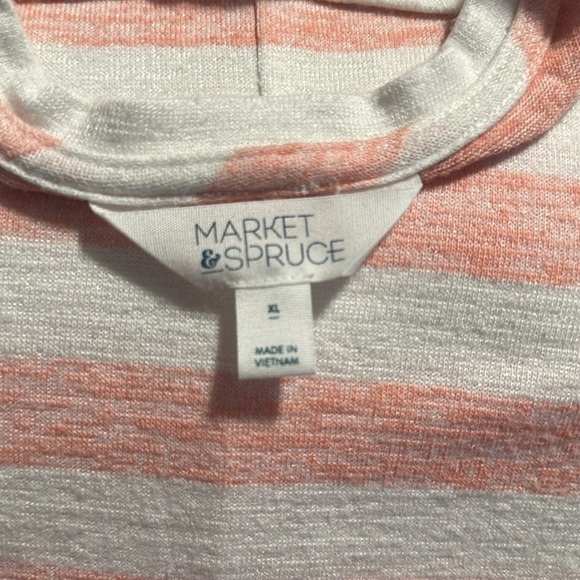 MARKET
&SPRUCE
XL
MADE IN
VIETNAM